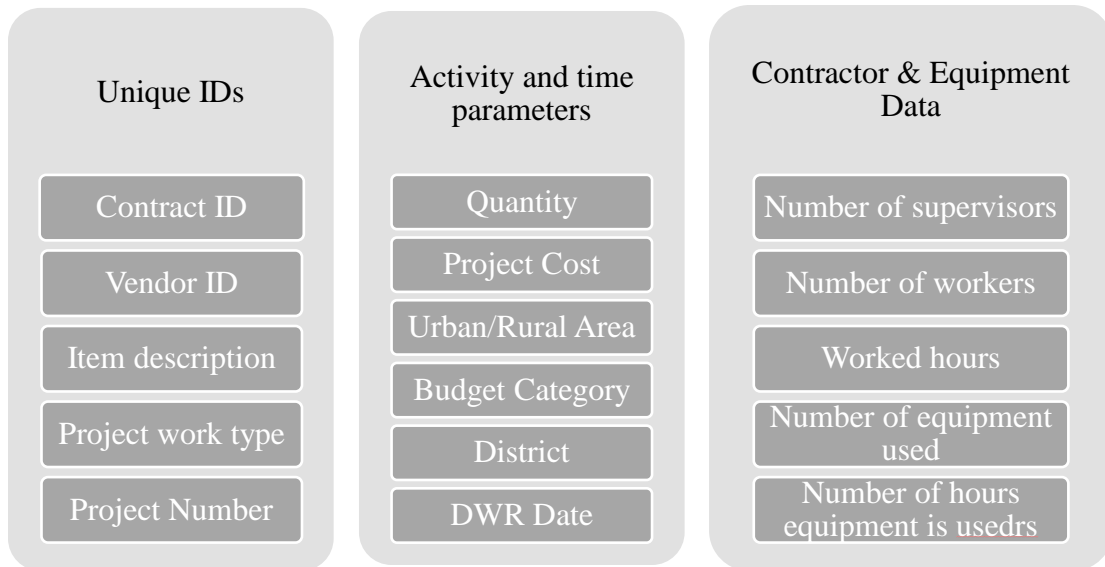 Unique IDs
Contract ID
Vendor ID
Item description
Project work type
Project Number
Activity and time
parameters
Quantity
Project Cost
Urban/Rural Area
Budget Category
District
DWR Date
Contractor & Equipment
Data
Number of supervisors
Number of workers
Worked hours
Number of equipment
used
Number of hours
equipment is usedrs